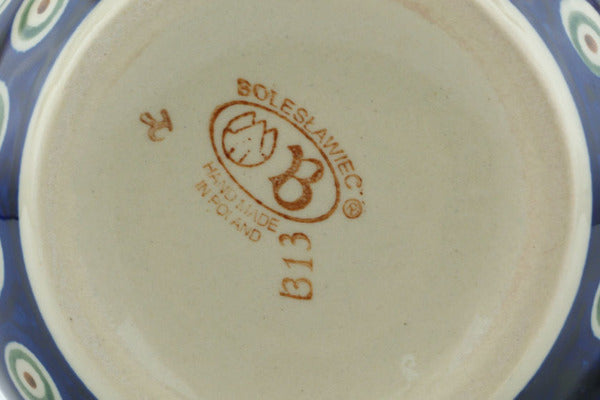 BOLESŁAWIEC ®
B
HAND MADE
IN POLAND
B13